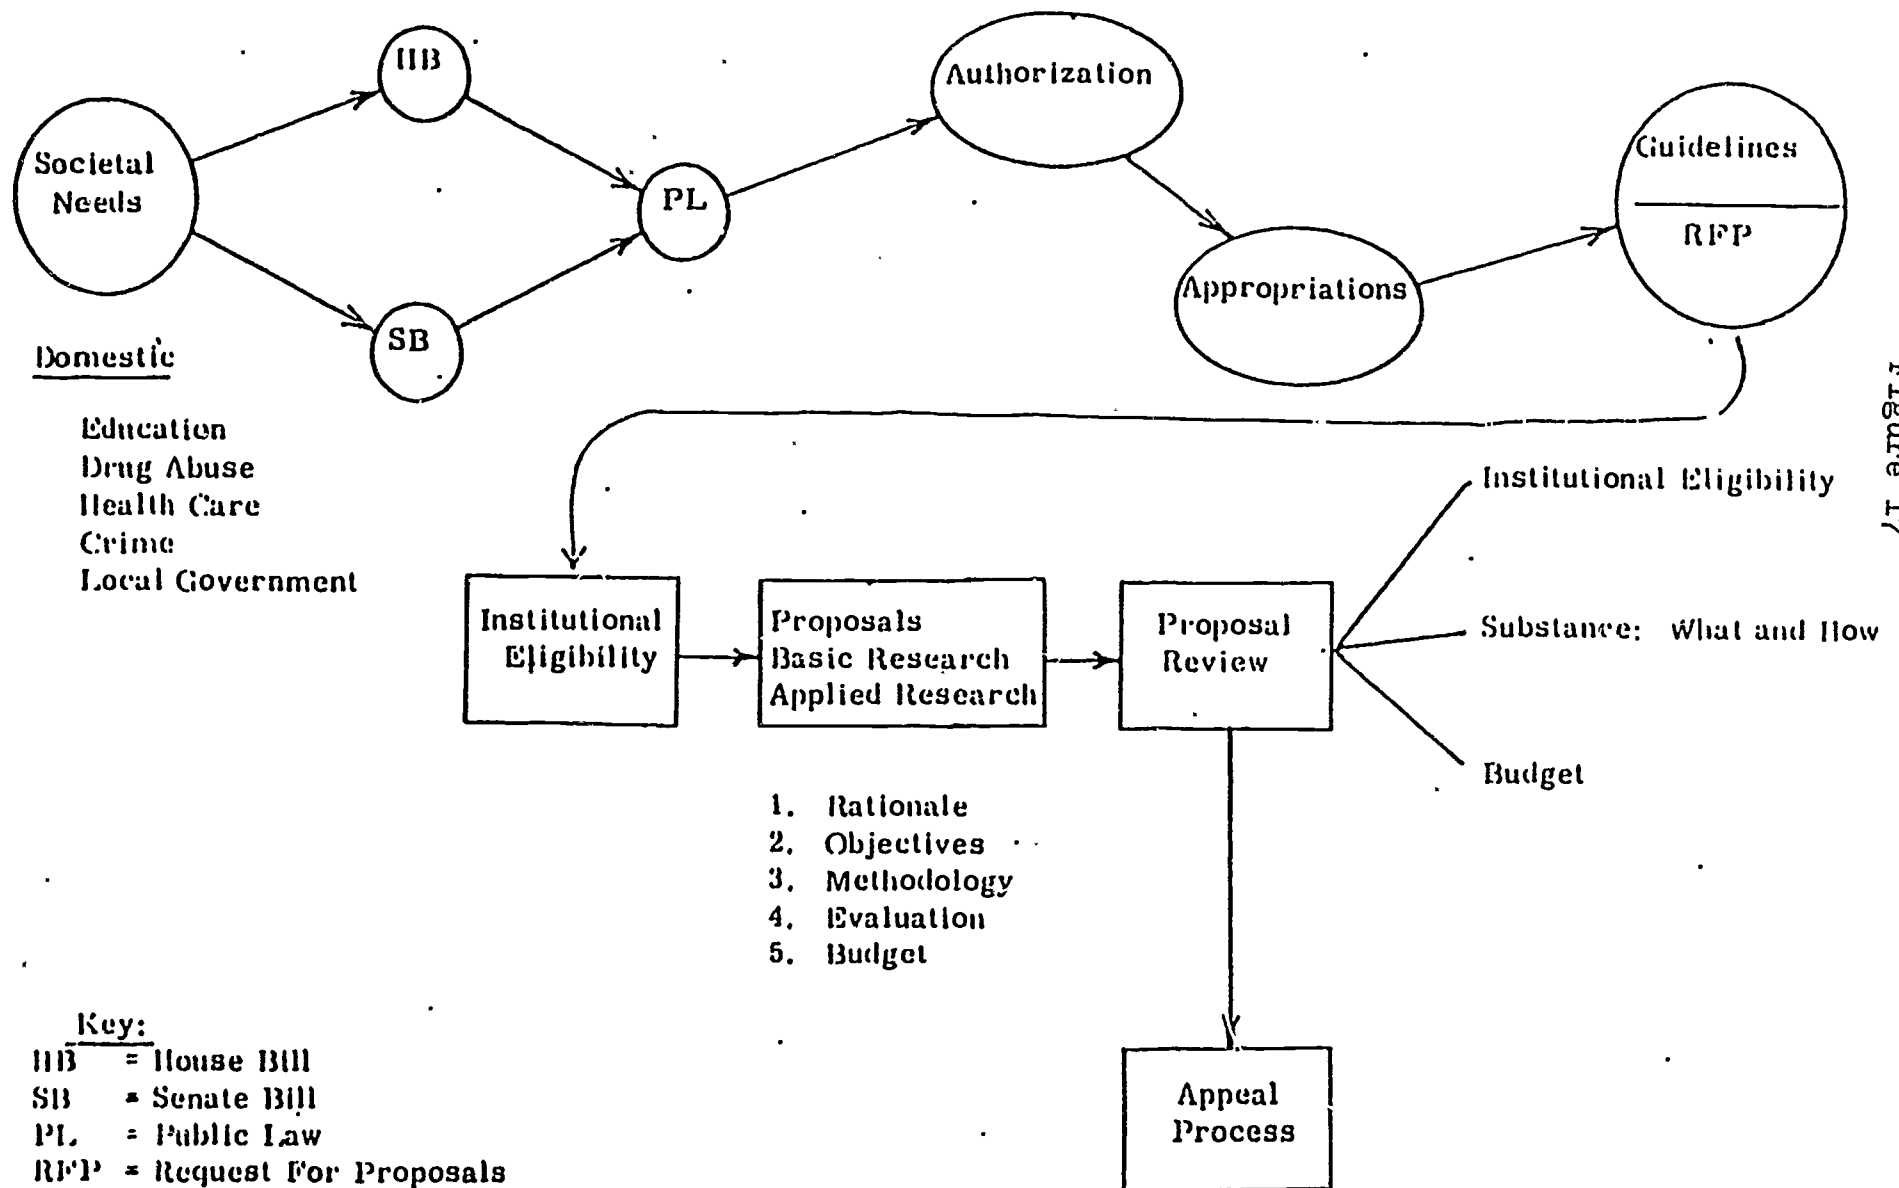 HB
Authorization
Societal
Needs
Guidelines
PL
RFP
Appropriations
SB
Domestic
Education
Drug Abuse
Health Care
Crime
Local Government
Figure 17
Institutional Eligibility
Institutional
Eligibility
Proposals
Basic Research
Applied Research
Proposal
Review
Substance: What and How
Budget
1. Rationale
2. Objectives
3. Methodology
4. Evaluation
5. Budget
Key:
HB = House Bill
SB = Senate Bill
PL = Public Law
RFP = Request For Proposals
Appeal
Process